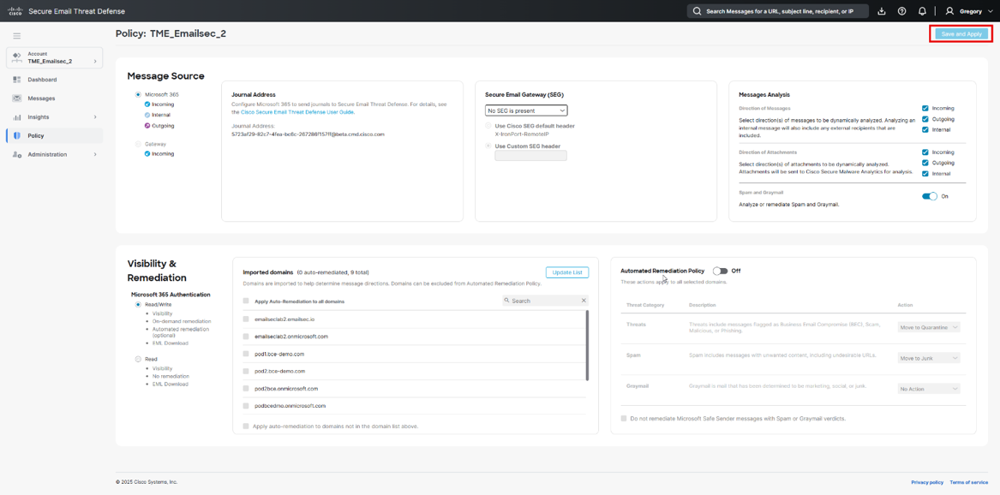 CISCO
Secure Email Threat Defense
Search Messages for a URL, subject line, recipient, or IP
Gregory
Account
TME_Emailsec_2
Dashboard
Messages
Insights
Policy
Administration
Policy: TME_Emailsec_2
Save and Apply
Message Source
Microsoft 365
Incoming
Internal
Outgoing
Gateway
Incoming
Journal Address
Configure Microsoft 365 to send journals to Secure Email Threat Defense. For details, see
the Cisco Secure Email Threat Defense User Guide.
Journal Address:
Secure Email Gateway (SEG)
No SEG is present
Use Cisco SEG default header
X-IronPort-RemoteIP
Use Custom SEG header
Messages Analysis
Direction of Messages
Select direction(s) of messages to be dynamically analyzed. Analyzing an
internal message will also include any external recipients that are
included.
Incoming
Outgoing
Internal
Direction of Attachments
Select direction(s) of attachments to be dynamically analyzed.
Attachments will be sent to Cisco Secure Malware Analytics for analysis.
Incoming
Outgoing
Internal
Spam and Graymail
Analyze or remediate Spam and Graymail.
On
Visibility &
Remediation
Microsoft 365 Authentication
Read/Write
• Visibility
• On-demand remediation
• Automated remediation
(optional)
• EML Download
Read
• Visibility
• No remediation
• EML Download
Imported domains (0 auto-remediated, 9 total)
Update List
Domains are imported to help determine message directions. Domains can be excluded from Automated Remediation Policy.
Apply Auto-Remediation to all domains
Search
emailseclab2.emailsec.io
emailseclab2.onmicrosoft.com
pod1.bce-demo.com
pod2.bce-demo.com
pod2bce.onmicrosoft.com
podbcedmo.onmicrosoft.com
Apply auto-remediation to domains not in the domain list above.
Automated Remediation Policy Off
These actions apply to all selected domains.
Threat Category Description Action
Threats Threats include messages flagged as Business Email Compromise (BEC), Scam, Malicious, or Phishing. Move to Quarantine
Spam Spam includes messages with unwanted content, including undesirable URLs. Move to Junk
Graymail Graymail is mail that has been determined to be marketing, social, or junk. No Action
Do not remediate Microsoft Safe Sender messages with Spam or Graymail verdicts.
© 2025 Cisco Systems, Inc.
Privacy policy Terms of service